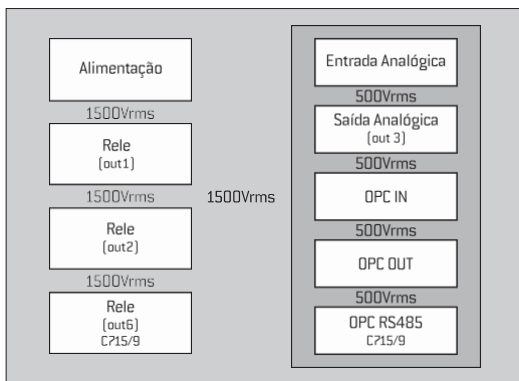 Alimentação
1500Vrms
Rele
(out1)
1500Vrms
Rele
(out2)
1500Vrms
Rele
(out6)
C715/9
1500Vrms
Entrada Analógica
500Vrms
Saída Analógica
(out 3)
500Vrms
OPC IN
500Vrms
OPC OUT
500Vrms
OPC RS485
C715/9